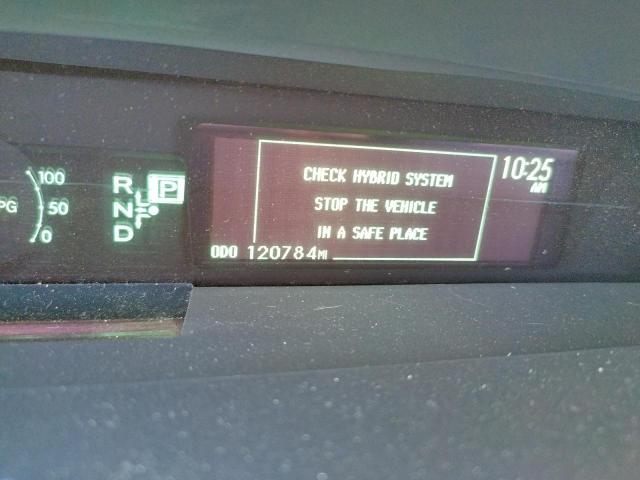 100
PG
50
0
R
P
N
D
CHECK HYBRID SYSTEM
STOP THE VEHICLE
IN A SAFE PLACE
10:25
AM
ODO 120784MI